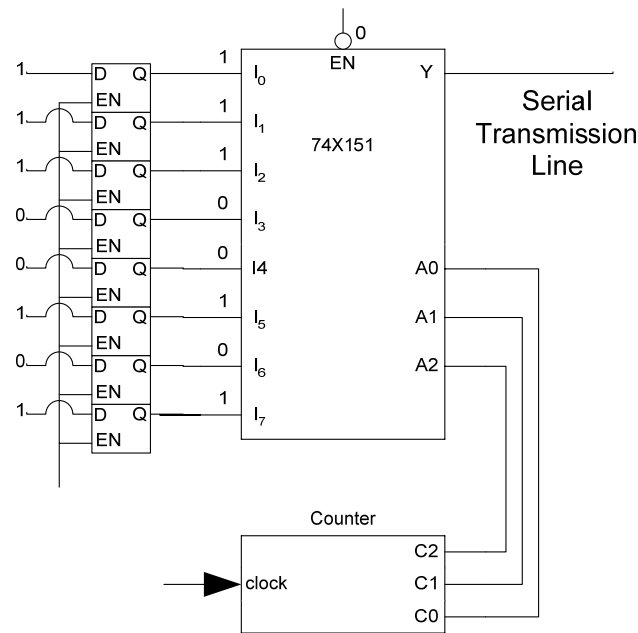 0
1 D Q 1 I0 EN Y
EN
1 D Q 1 I1
EN
74X151
Serial
Transmission
Line
1 D Q 1 I2
EN
0 D Q 0 I3
EN
0 D Q 0 I4 A0
EN
1 D Q 1 I5 A1
EN
0 D Q 0 I6 A2
EN
1 D Q 1 I7
EN
Counter
C2
clock C1
C0